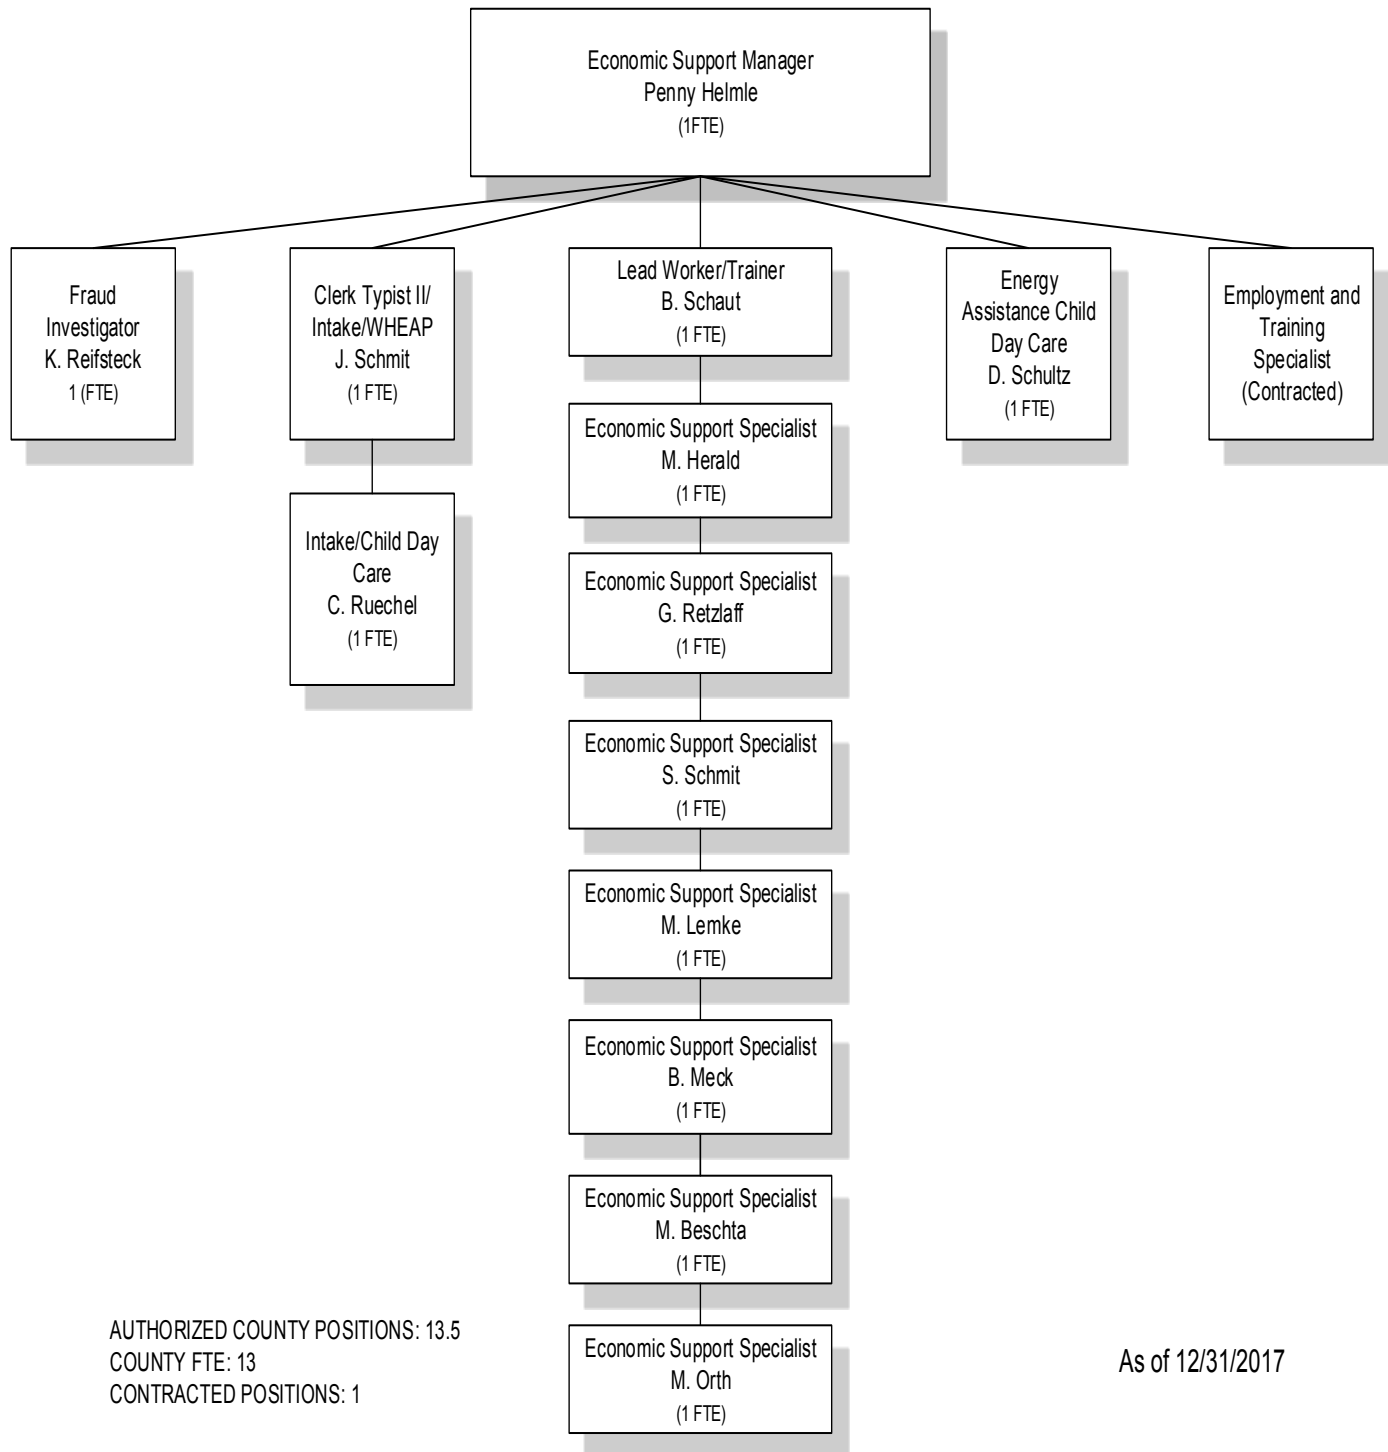 Economic Support Manager
Penny Helmle
(1FTE)
Fraud
Investigator
K. Reifsteck
1 (FTE)
Clerk Typist II/
Intake/WHEAP
J. Schmit
(1 FTE)
Lead Worker/Trainer
B. Schaut
(1 FTE)
Energy
Assistance Child
Day Care
D. Schultz
(1 FTE)
Employment and
Training
Specialist
(Contracted)
Intake/Child Day
Care
C. Ruechel
(1 FTE)
Economic Support Specialist
M. Herald
(1 FTE)
Economic Support Specialist
G. Retzlaff
(1 FTE)
Economic Support Specialist
S. Schmit
(1 FTE)
Economic Support Specialist
M. Lemke
(1 FTE)
Economic Support Specialist
B. Meck
(1 FTE)
Economic Support Specialist
M. Beschta
(1 FTE)
Economic Support Specialist
M. Orth
(1 FTE)
AUTHORIZED COUNTY POSITIONS: 13.5
COUNTY FTE: 13
CONTRACTED POSITIONS: 1
As of 12/31/2017